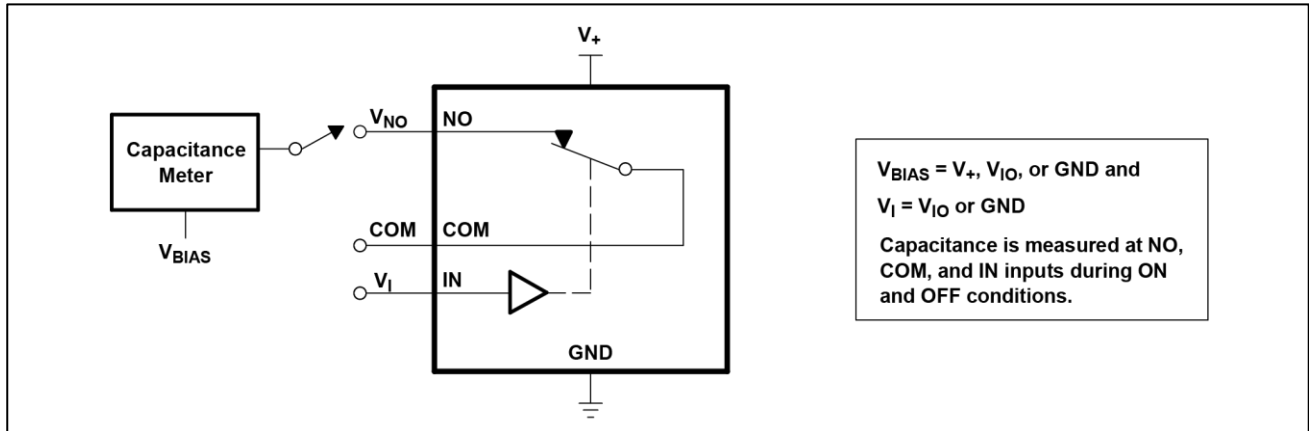 V+
Capacitance
Meter
VBIAS
VNO
NO
COM
COM
VI
IN
GND
VBIAS = V+, VIO, or GND and
VI = VIO or GND
Capacitance is measured at NO,
COM, and IN inputs during ON
and OFF conditions.